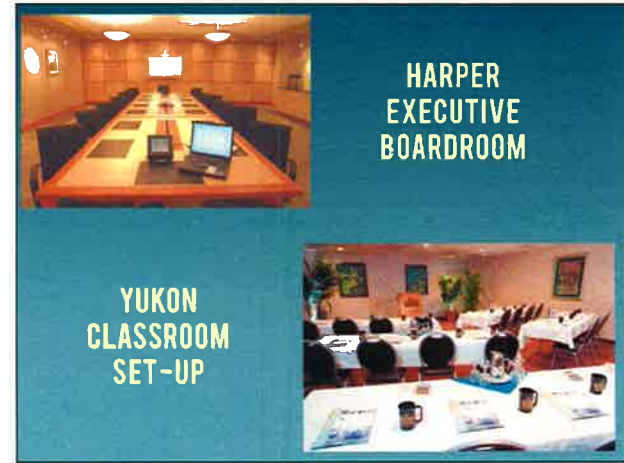 HARPER
EXECUTIVE
BOARDROOM
YUKON
CLASSROOM
SET-UP